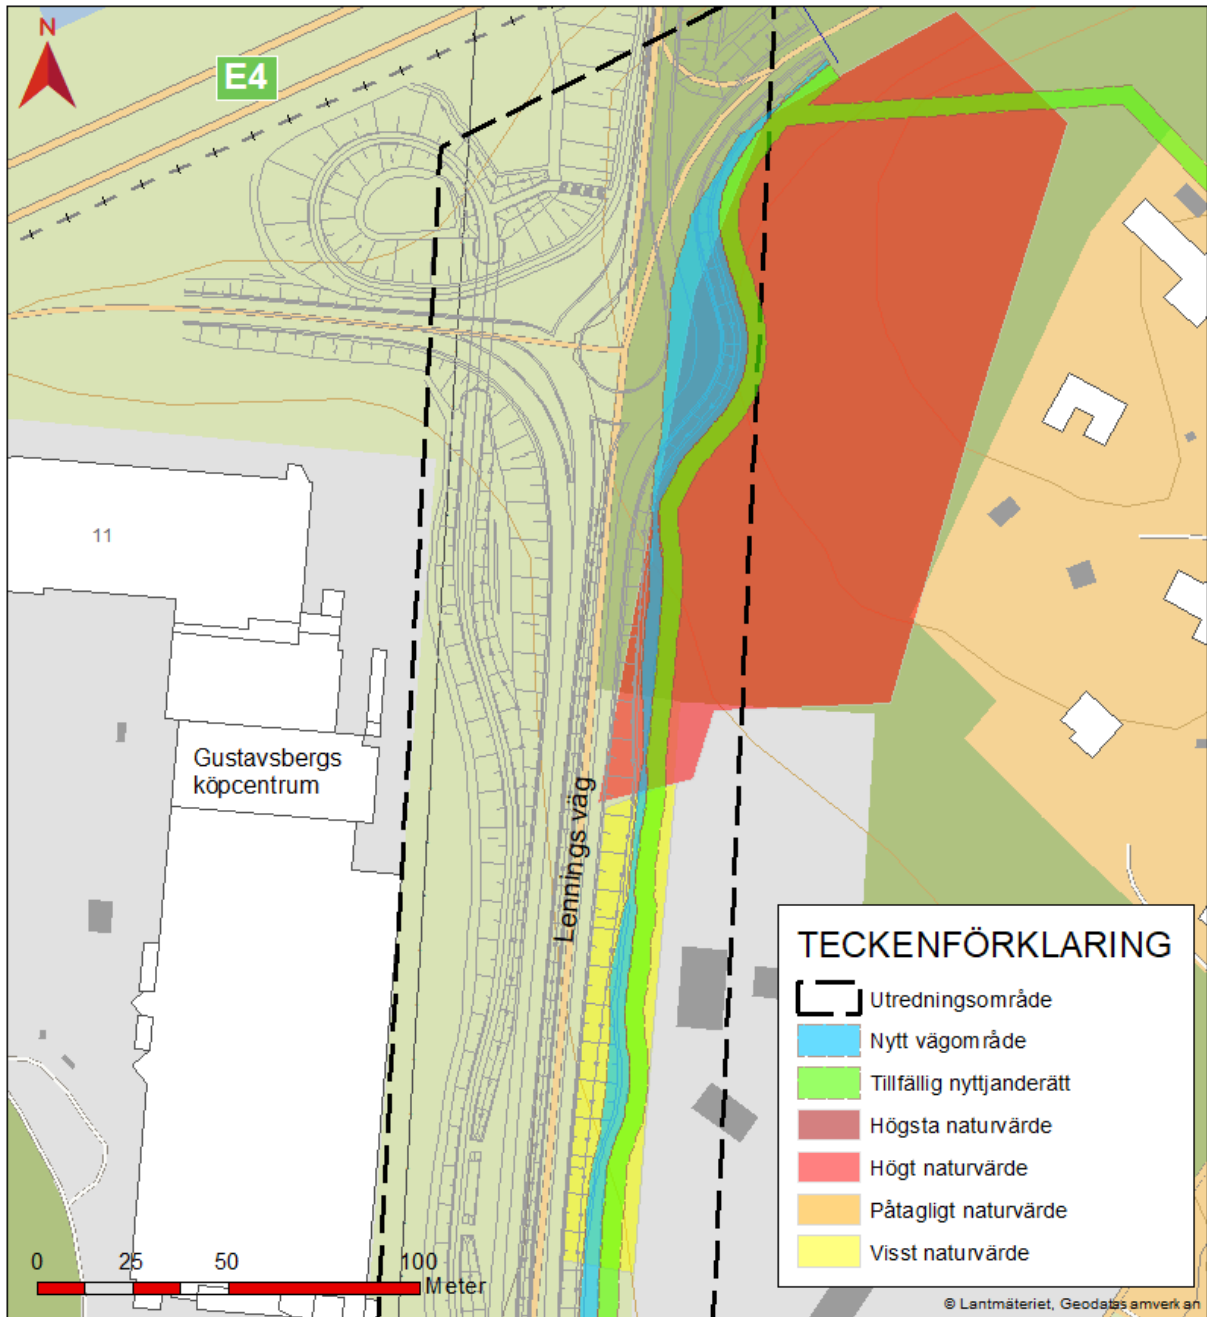 N
E4
11
Gustavsbergs
köpcentrum
Lennings väg
TECKENFÖRKLARING
Utredningsområde
Nytt vägområde
Tillfällig nyttjanderätt
Högsta naturvärde
Högt naturvärde
Påtagligt naturvärde
Visst naturvärde
0 25 50 100
Meter
© Lantmäteriet, Geodatasamverkan